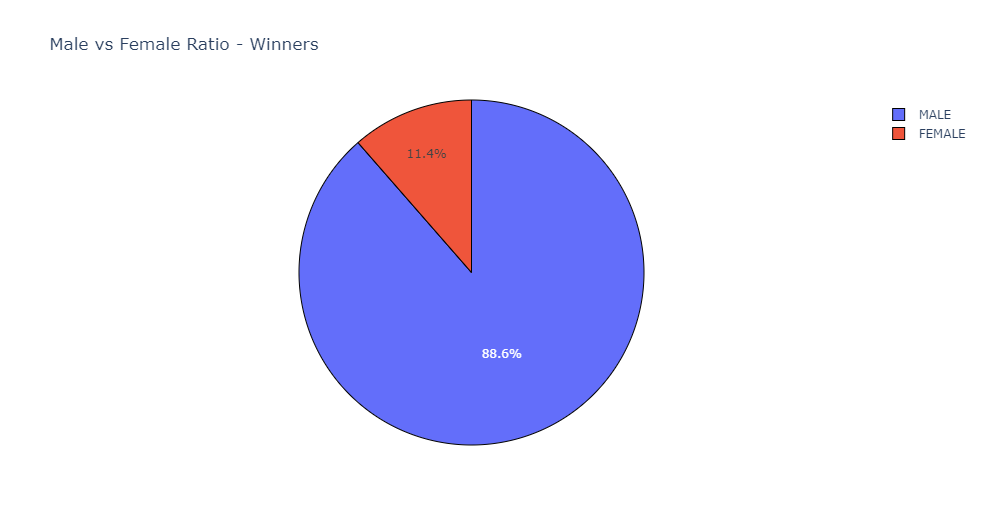 Male vs Female Ratio - Winners
MALE
FEMALE
11.4%
88.6%